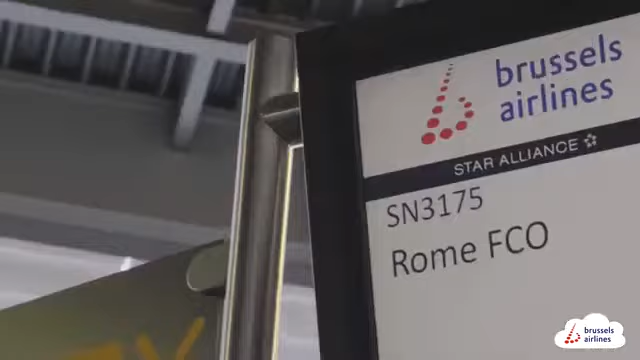 brussels
airlines
STAR ALLIANCE
SN3175
Rome FCO
brussels
airlines